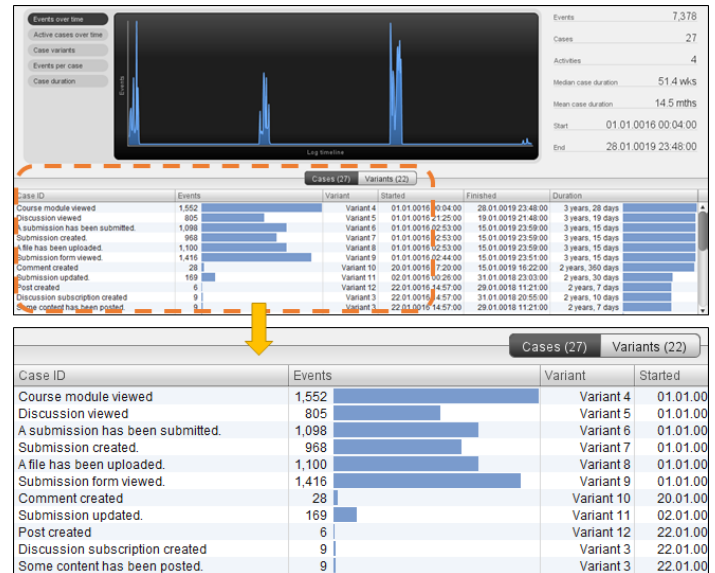 Events over time
Active cases over time
Case variants
Events per case
Case duration
Events
Log timeline
Events 7,378
Cases 27
Activities 4
Median case duration 51.4 wks
Mean case duration 14.5 mths
Start 01.01.0016 00:04:00
End 28.01.0019 23:48:00
Cases (27) Variants (22)
Case ID Events Variant Started Finished Duration
Course module viewed 1,552 Variant 4 01.01.0016 00:04:00 28.01.0019 23:48:00 3 years, 28 days
Discussion viewed 805 Variant 5 01.01.0016 21:25:00 19.01.0019 21:48:00 3 years, 19 days
A submission has been submitted. 1,098 Variant 6 01.01.0016 02:53:00 15.01.0019 23:59:00 3 years, 15 days
Submission created. 968 Variant 7 01.01.0016 02:53:00 15.01.0019 23:59:00 3 years, 15 days
A file has been uploaded. 1,100 Variant 8 01.01.0016 02:53:00 15.01.0019 23:59:00 3 years, 15 days
Submission form viewed. 1,416 Variant 9 01.01.0016 02:44:00 15.01.0019 23:51:00 3 years, 15 days
Comment created 28 Variant 10 20.01.0016 17:20:00 15.01.0019 16:22:00 2 years, 360 days
Submission updated. 169 Variant 11 02.01.0016 00:26:00 31.01.0018 23:03:00 2 years, 30 days
Post created 6 Variant 12 22.01.0016 14:57:00 29.01.0018 11:21:00 2 years, 7 days
Discussion subscription created 9 Variant 3 22.01.0016 14:57:00 31.01.0018 20:55:00 2 years, 10 days
Some content has been posted. 9 Variant 3 22.01.0016 14:57:00 29.01.0018 11:21:00 2 years, 7 days
Cases (27) Variants (22)
Case ID Events Variant Started
Course module viewed 1,552 Variant 4 01.01.00
Discussion viewed 805 Variant 5 01.01.00
A submission has been submitted. 1,098 Variant 6 01.01.00
Submission created. 968 Variant 7 01.01.00
A file has been uploaded. 1,100 Variant 8 01.01.00
Submission form viewed. 1,416 Variant 9 01.01.00
Comment created 28 Variant 10 20.01.00
Submission updated. 169 Variant 11 02.01.00
Post created 6 Variant 12 22.01.00
Discussion subscription created 9 Variant 3 22.01.00
Some content has been posted. 9 Variant 3 22.01.00